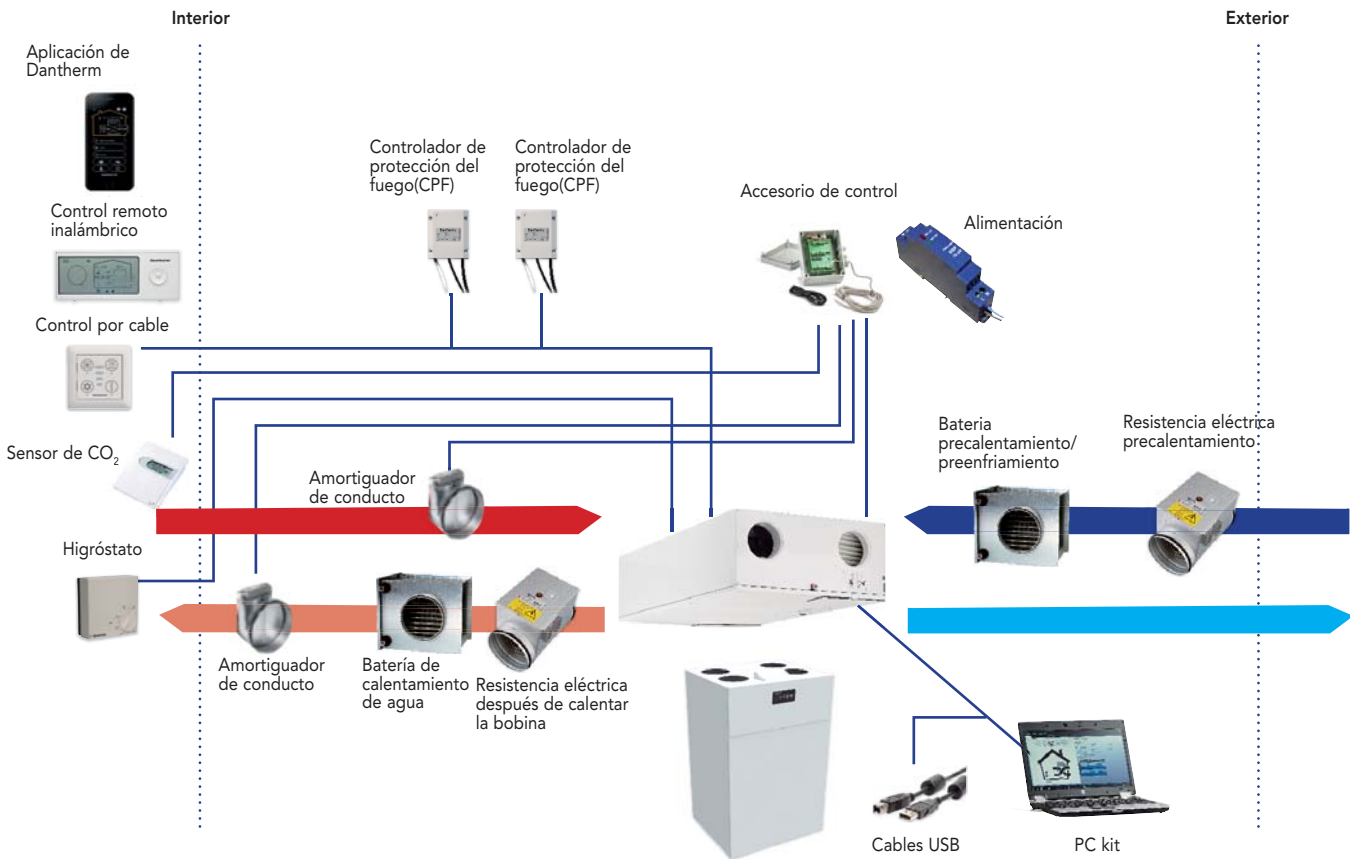 Interior
Exterior
Aplicación de
Dantherm
Controlador de
protección del
fuego(CPF)
Controlador de
protección del
fuego(CPF)
Accesorio de control
Alimentación
Control remoto
inalámbrico
Control por cable
Sensor de CO₂
Amortiguador
de conducto
Bateria
precalentamiento/
preenfriamiento
Resistencia eléctrica
precalentamiento
Higróstato
Amortiguador
de conducto
Batería de
calentamiento
de agua
Resistencia eléctrica
después de calentar
la bobina
Cables USB
PC kit